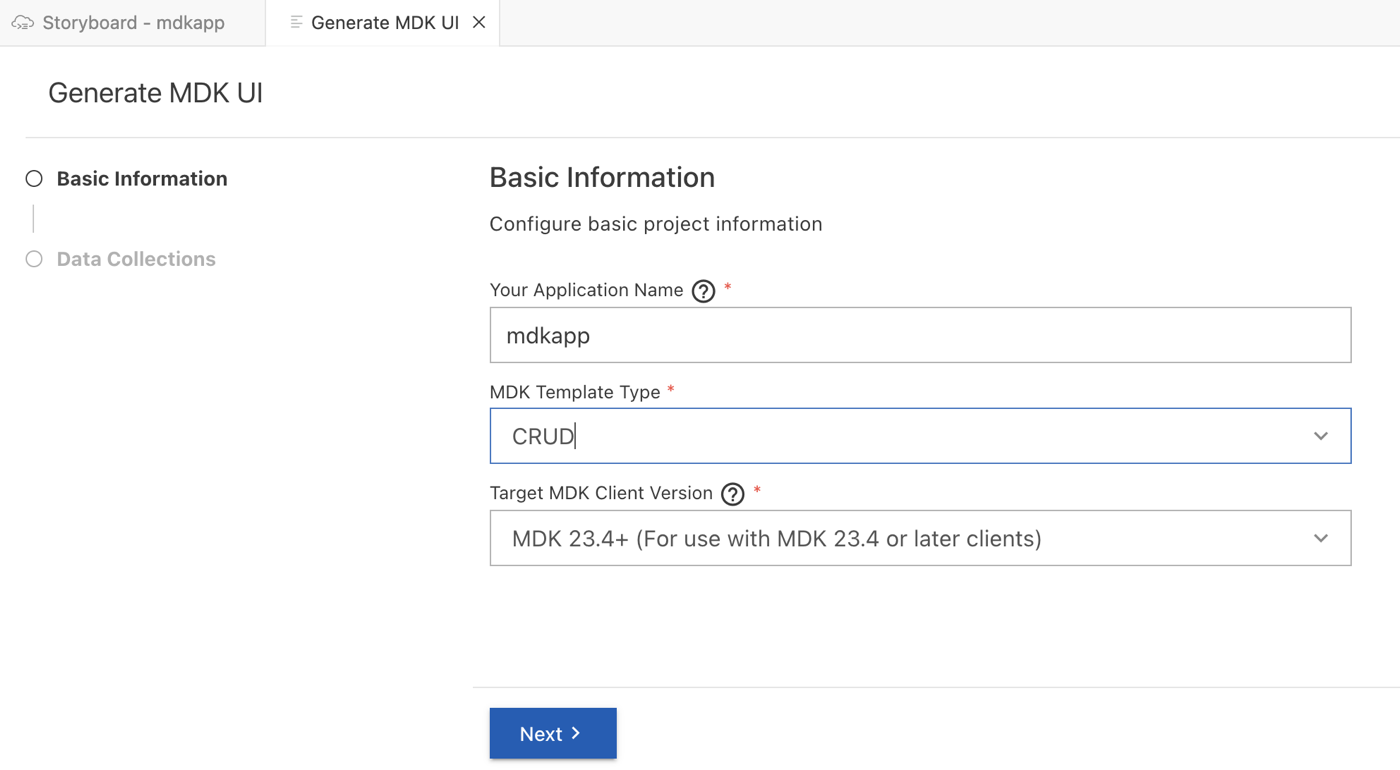 Storyboard - mdkapp
Generate MDK UI
Generate MDK UI
Basic Information
Data Collections
Basic Information
Configure basic project information
Your Application Name ? *
mdkapp
MDK Template Type *
CRUD
Target MDK Client Version ? *
MDK 23.4+ (For use with MDK 23.4 or later clients)
Next